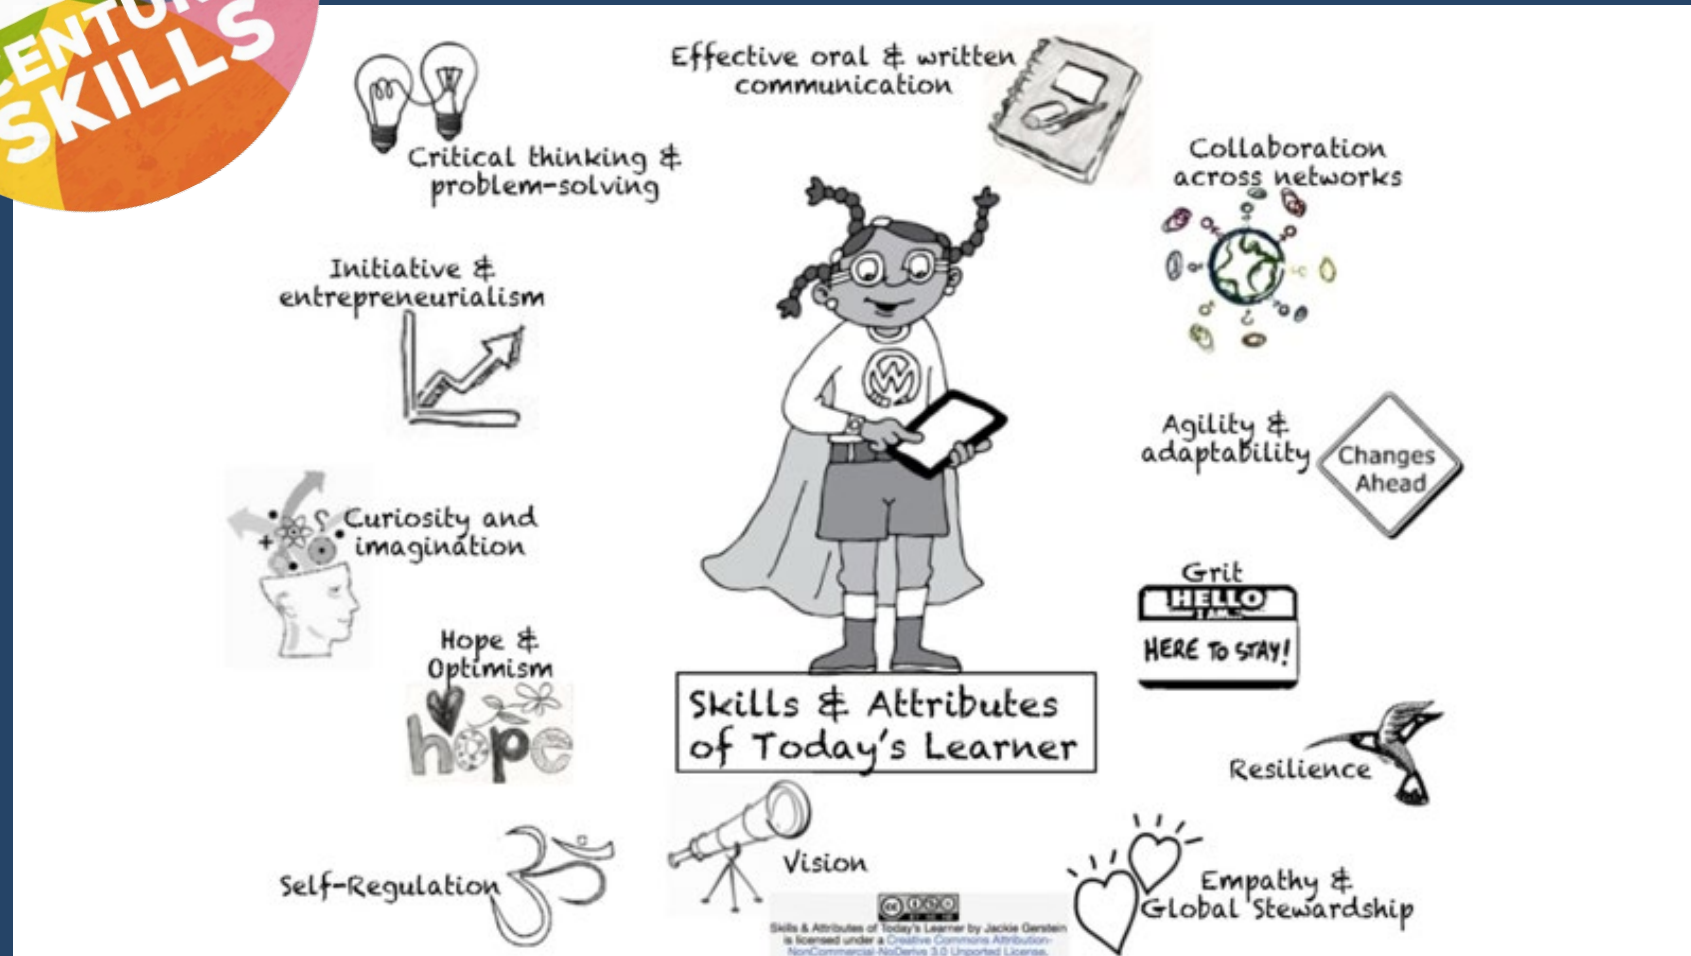 SKILLS
Effective oral & written
communication
Critical thinking &
problem-solving
Collaboration
across networks
Initiative &
entrepreneurialism
Agility &
adaptability
Changes
Ahead
Curiosity and
imagination
Grit
HELLO
I AM...
HERE TO STAY!
Hope &
Optimism
hope
Skills & Attributes
of Today's Learner
Resilience
Vision
Self-Regulation
ॐ
Empathy &
Global Stewardship
cc
Skills & Attributes of Today's Learner by Jackie Gerstein
is licensed under a Creative Commons Attribution-
NonCommercial-NoDerivs 3.0 Unported License.